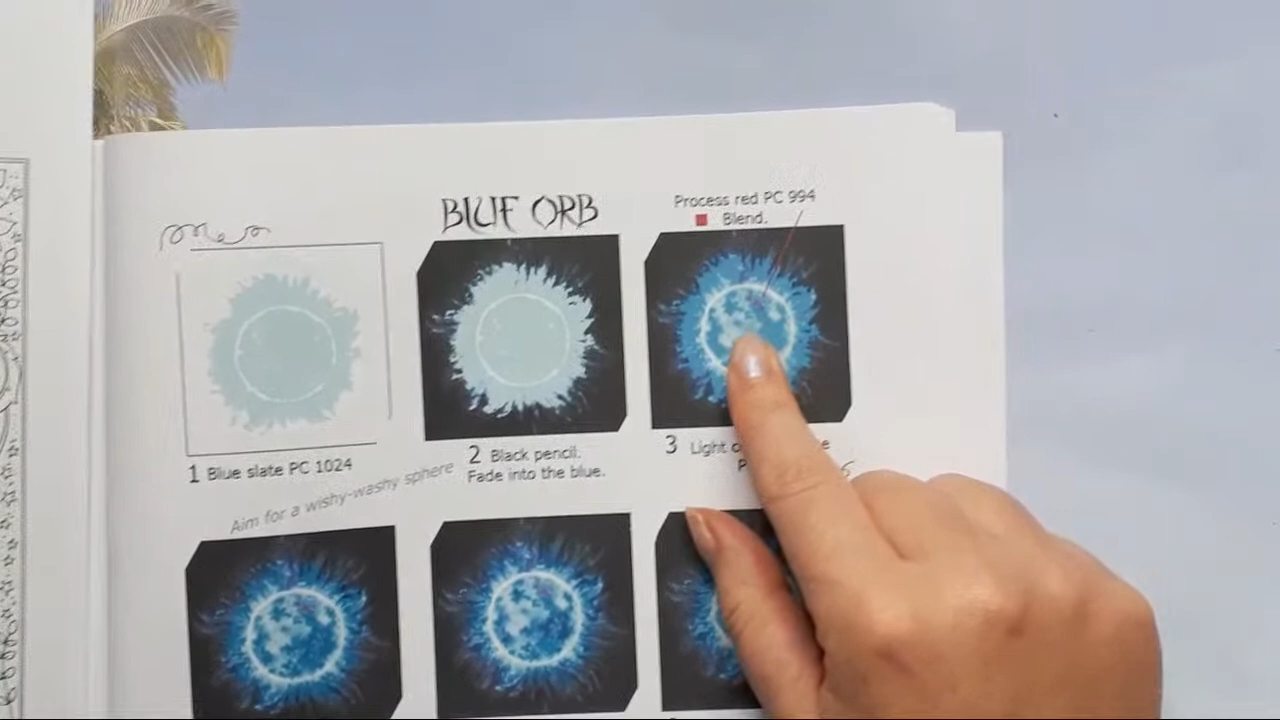 BLUE ORB
Process red PC 994
Blend.
1 Blue slate PC 1024
2 Black pencil.
Fade into the blue.
3 Light
Aim for a wishy-washy sphere